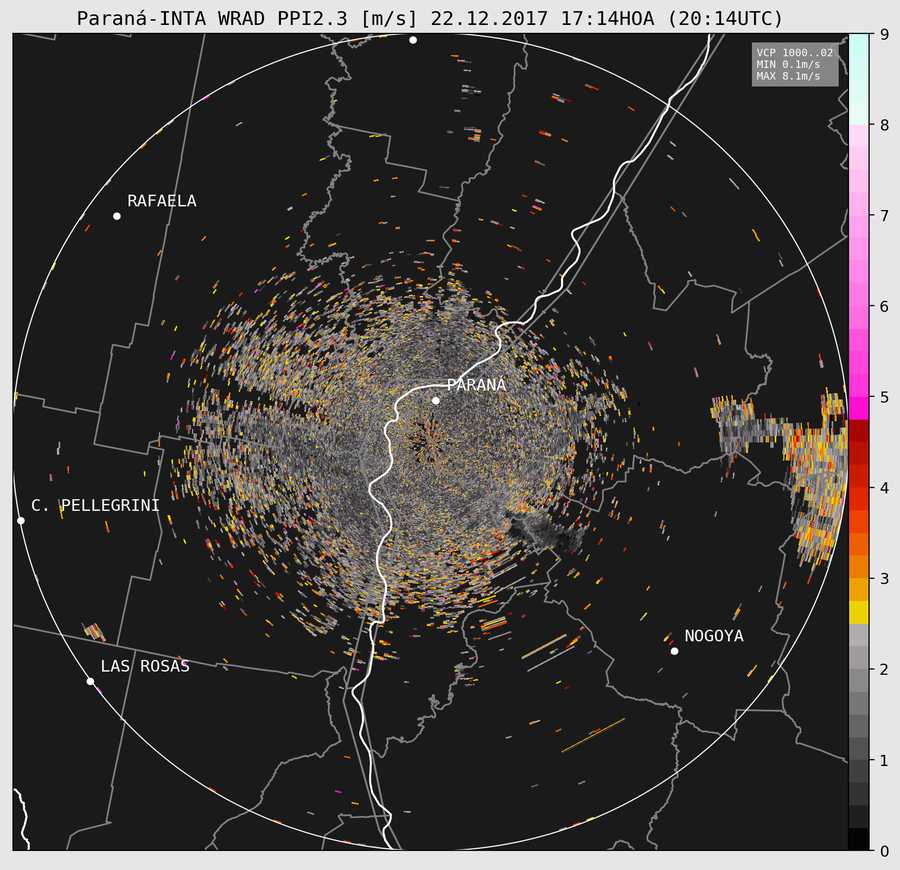 Paraná-INTA WRAD PPI2.3 [m/s] 22.12.2017 17:14HOA (20:14UTC)
VCP 1000..02
MIN 0.1m/s
MAX 8.1m/s
RAFAELA
PARANÁ
C. PELLEGRINI
NOGOYA
LAS ROSAS
9
8
7
6
5
4
3
2
1
0